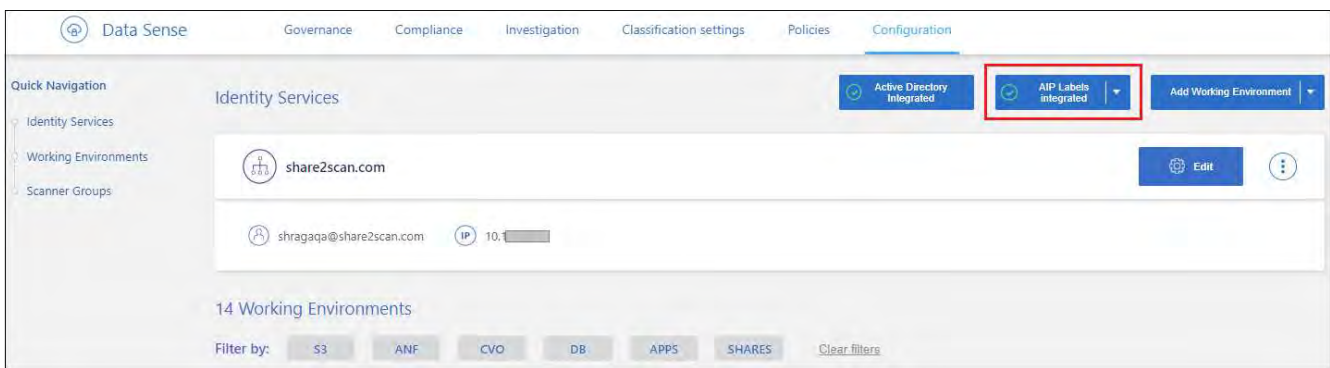 Data Sense
Governance Compliance Investigation Classification settings Policies Configuration
Quick Navigation
Identity Services
Working Environments
Scanner Groups
Identity Services
Active Directory
Integrated
AIP Labels
integrated
Add Working Environment
share2scan.com
Edit
shragaqa@share2scan.com IP 10.1
14 Working Environments
Filter by: S3 ANF CVO DB APPS SHARES Clear filters